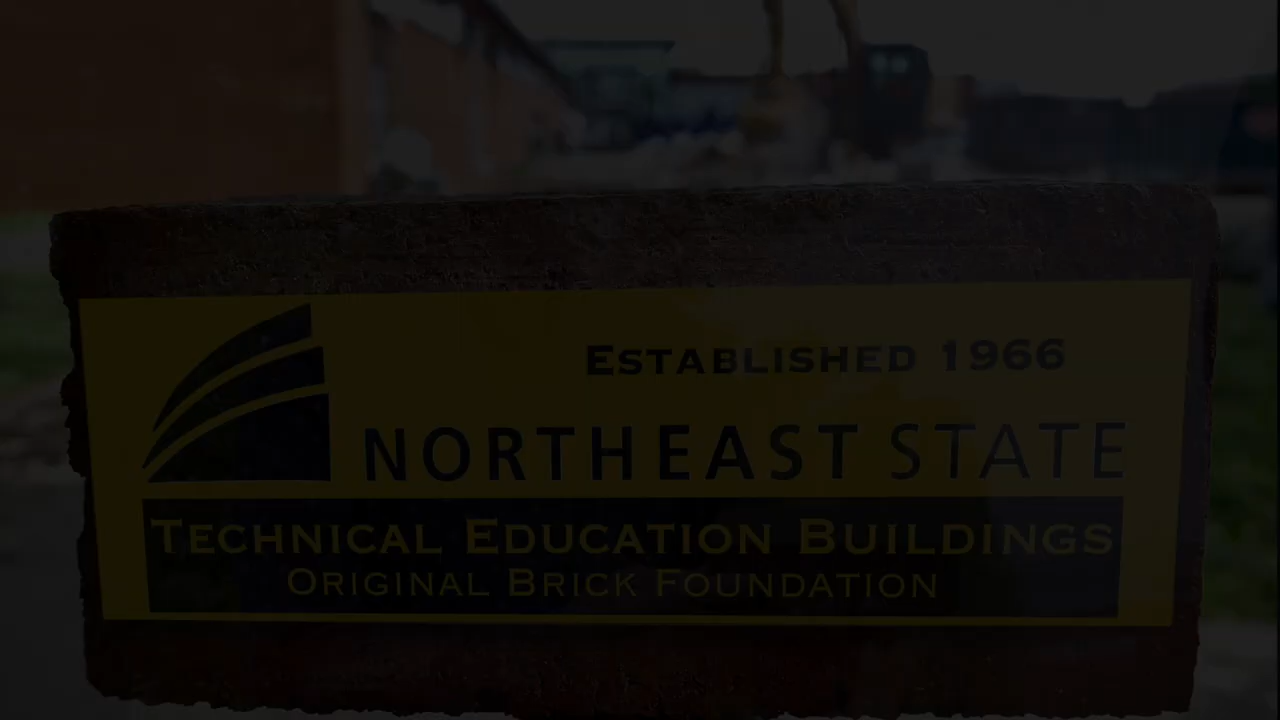 ESTABLISHED 1966
NORTHEAST STATE
TECHNICAL EDUCATION BUILDINGS
ORIGINAL BRICK FOUNDATION